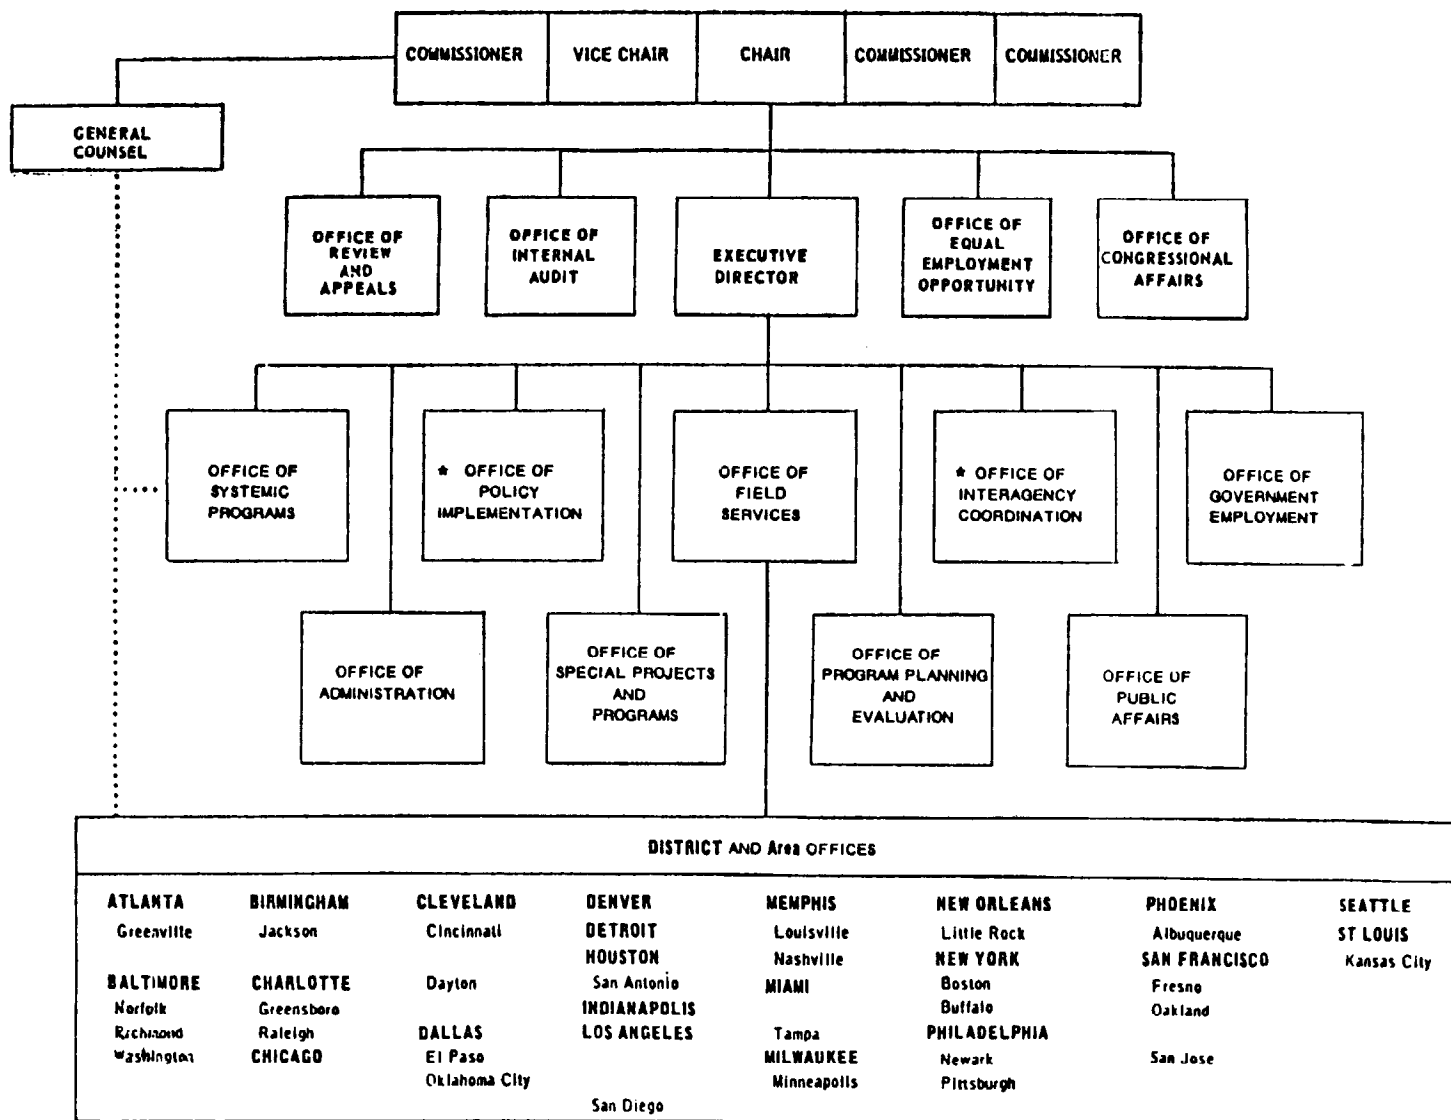 COMMISSIONER
VICE CHAIR
CHAIR
COMMISSIONER
COMMISSIONER
GENERAL
COUNSEL
OFFICE OF
REVIEW
AND
APPEALS
OFFICE OF
INTERNAL
AUDIT
EXECUTIVE
DIRECTOR
OFFICE OF
EQUAL
EMPLOYMENT
OPPORTUNITY
OFFICE OF
CONGRESSIONAL
AFFAIRS
OFFICE OF
SYSTEMIC
PROGRAMS
* OFFICE OF
POLICY
IMPLEMENTATION
OFFICE OF
FIELD
SERVICES
* OFFICE OF
INTERAGENCY
COORDINATION
OFFICE OF
GOVERNMENT
EMPLOYMENT
OFFICE OF
ADMINISTRATION
OFFICE OF
SPECIAL PROJECTS
AND
PROGRAMS
OFFICE OF
PROGRAM PLANNING
AND
EVALUATION
OFFICE OF
PUBLIC
AFFAIRS
DISTRICT AND Area OFFICES
ATLANTA
Greenville
BALTIMORE
Norfolk
Richmond
Washington
BIRMINGHAM
Jackson
CHARLOTTE
Greensboro
Raleigh
CHICAGO
CLEVELAND
Cincinnati
Dayton
DALLAS
El Paso
Oklahoma City
DENVER
DETROIT
HOUSTON
San Antonio
INDIANAPOLIS
LOS ANGELES
San Diego
MEMPHIS
Louisville
Nashville
MIAMI
Tampa
MILWAUKEE
Minneapolis
NEW ORLEANS
Little Rock
NEW YORK
Boston
Buffalo
PHILADELPHIA
Newark
Pittsburgh
PHOENIX
Albuquerque
SAN FRANCISCO
Fresno
Oakland
San Jose
SEATTLE
ST LOUIS
Kansas City